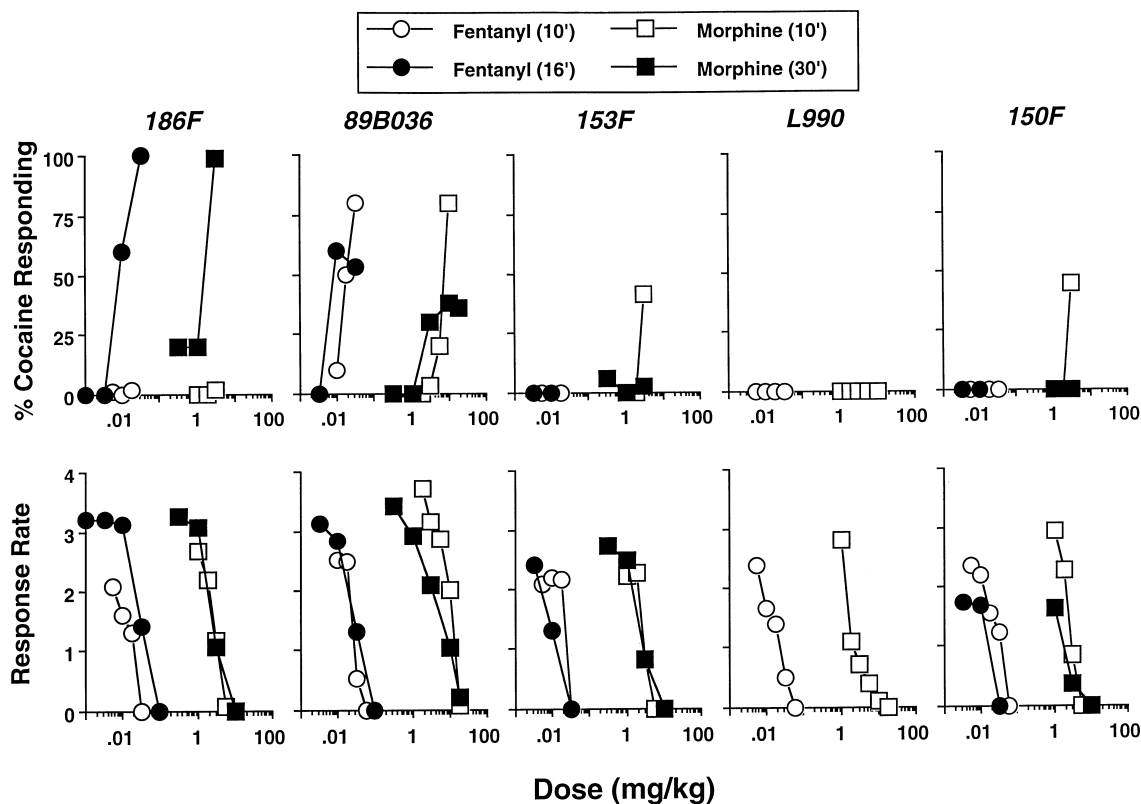 Fentanyl (10') Morphine (10')
Fentanyl (16') Morphine (30')
186F 89B036 153F L990 150F
% Cocaine Responding
100
75
50
25
0
.01 1 100 .01 1 100 .01 1 100 .01 1 100 .01 1 100
Response Rate
4
3
2
1
0
.01 1 100 .01 1 100 .01 1 100 .01 1 100 .01 1 100
Dose (mg/kg)